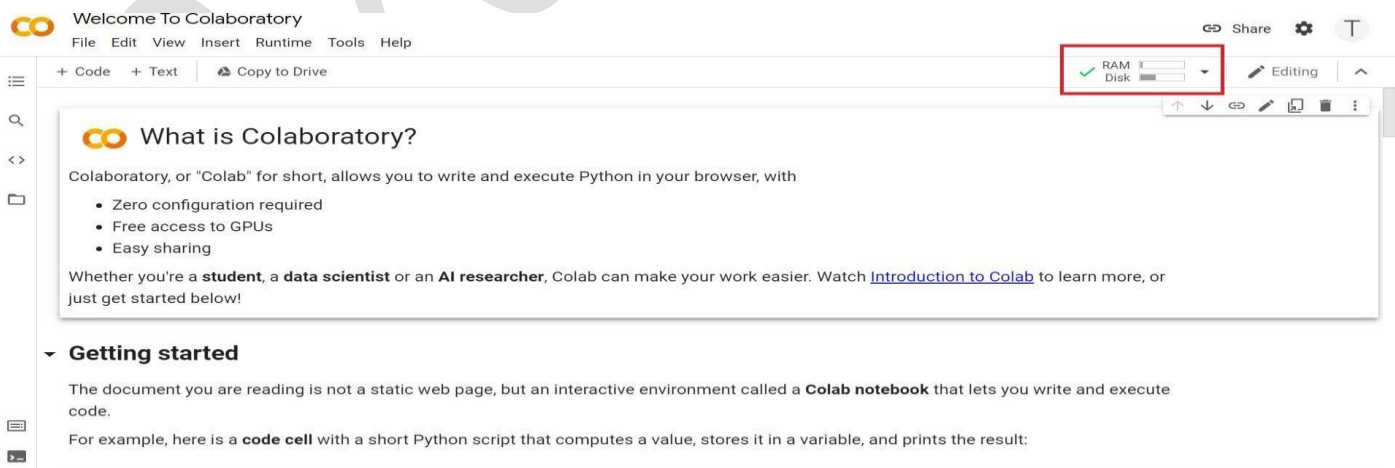 Welcome To Colaboratory
File Edit View Insert Runtime Tools Help
Share
T
+ Code + Text Copy to Drive
RAM
Disk
Editing
What is Colaboratory?
Colaboratory, or "Colab" for short, allows you to write and execute Python in your browser, with
• Zero configuration required
• Free access to GPUs
• Easy sharing
Whether you're a student, a data scientist or an AI researcher, Colab can make your work easier. Watch Introduction to Colab to learn more, or
just get started below!
Getting started
The document you are reading is not a static web page, but an interactive environment called a Colab notebook that lets you write and execute
code.
For example, here is a code cell with a short Python script that computes a value, stores it in a variable, and prints the result: